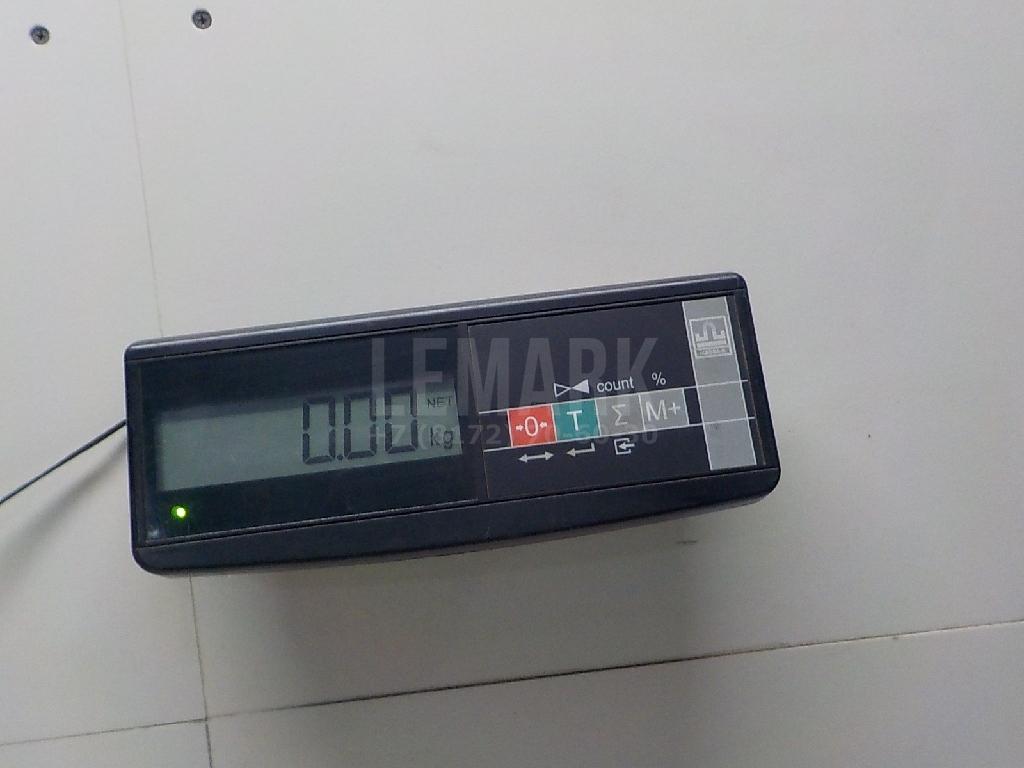 LEMARK
NET
0.00
kg
count %
→0← T Σ M+